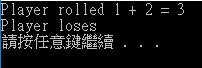 Player rolled 1 + 2 = 3
Player loses
請按任意鍵繼續 . . .